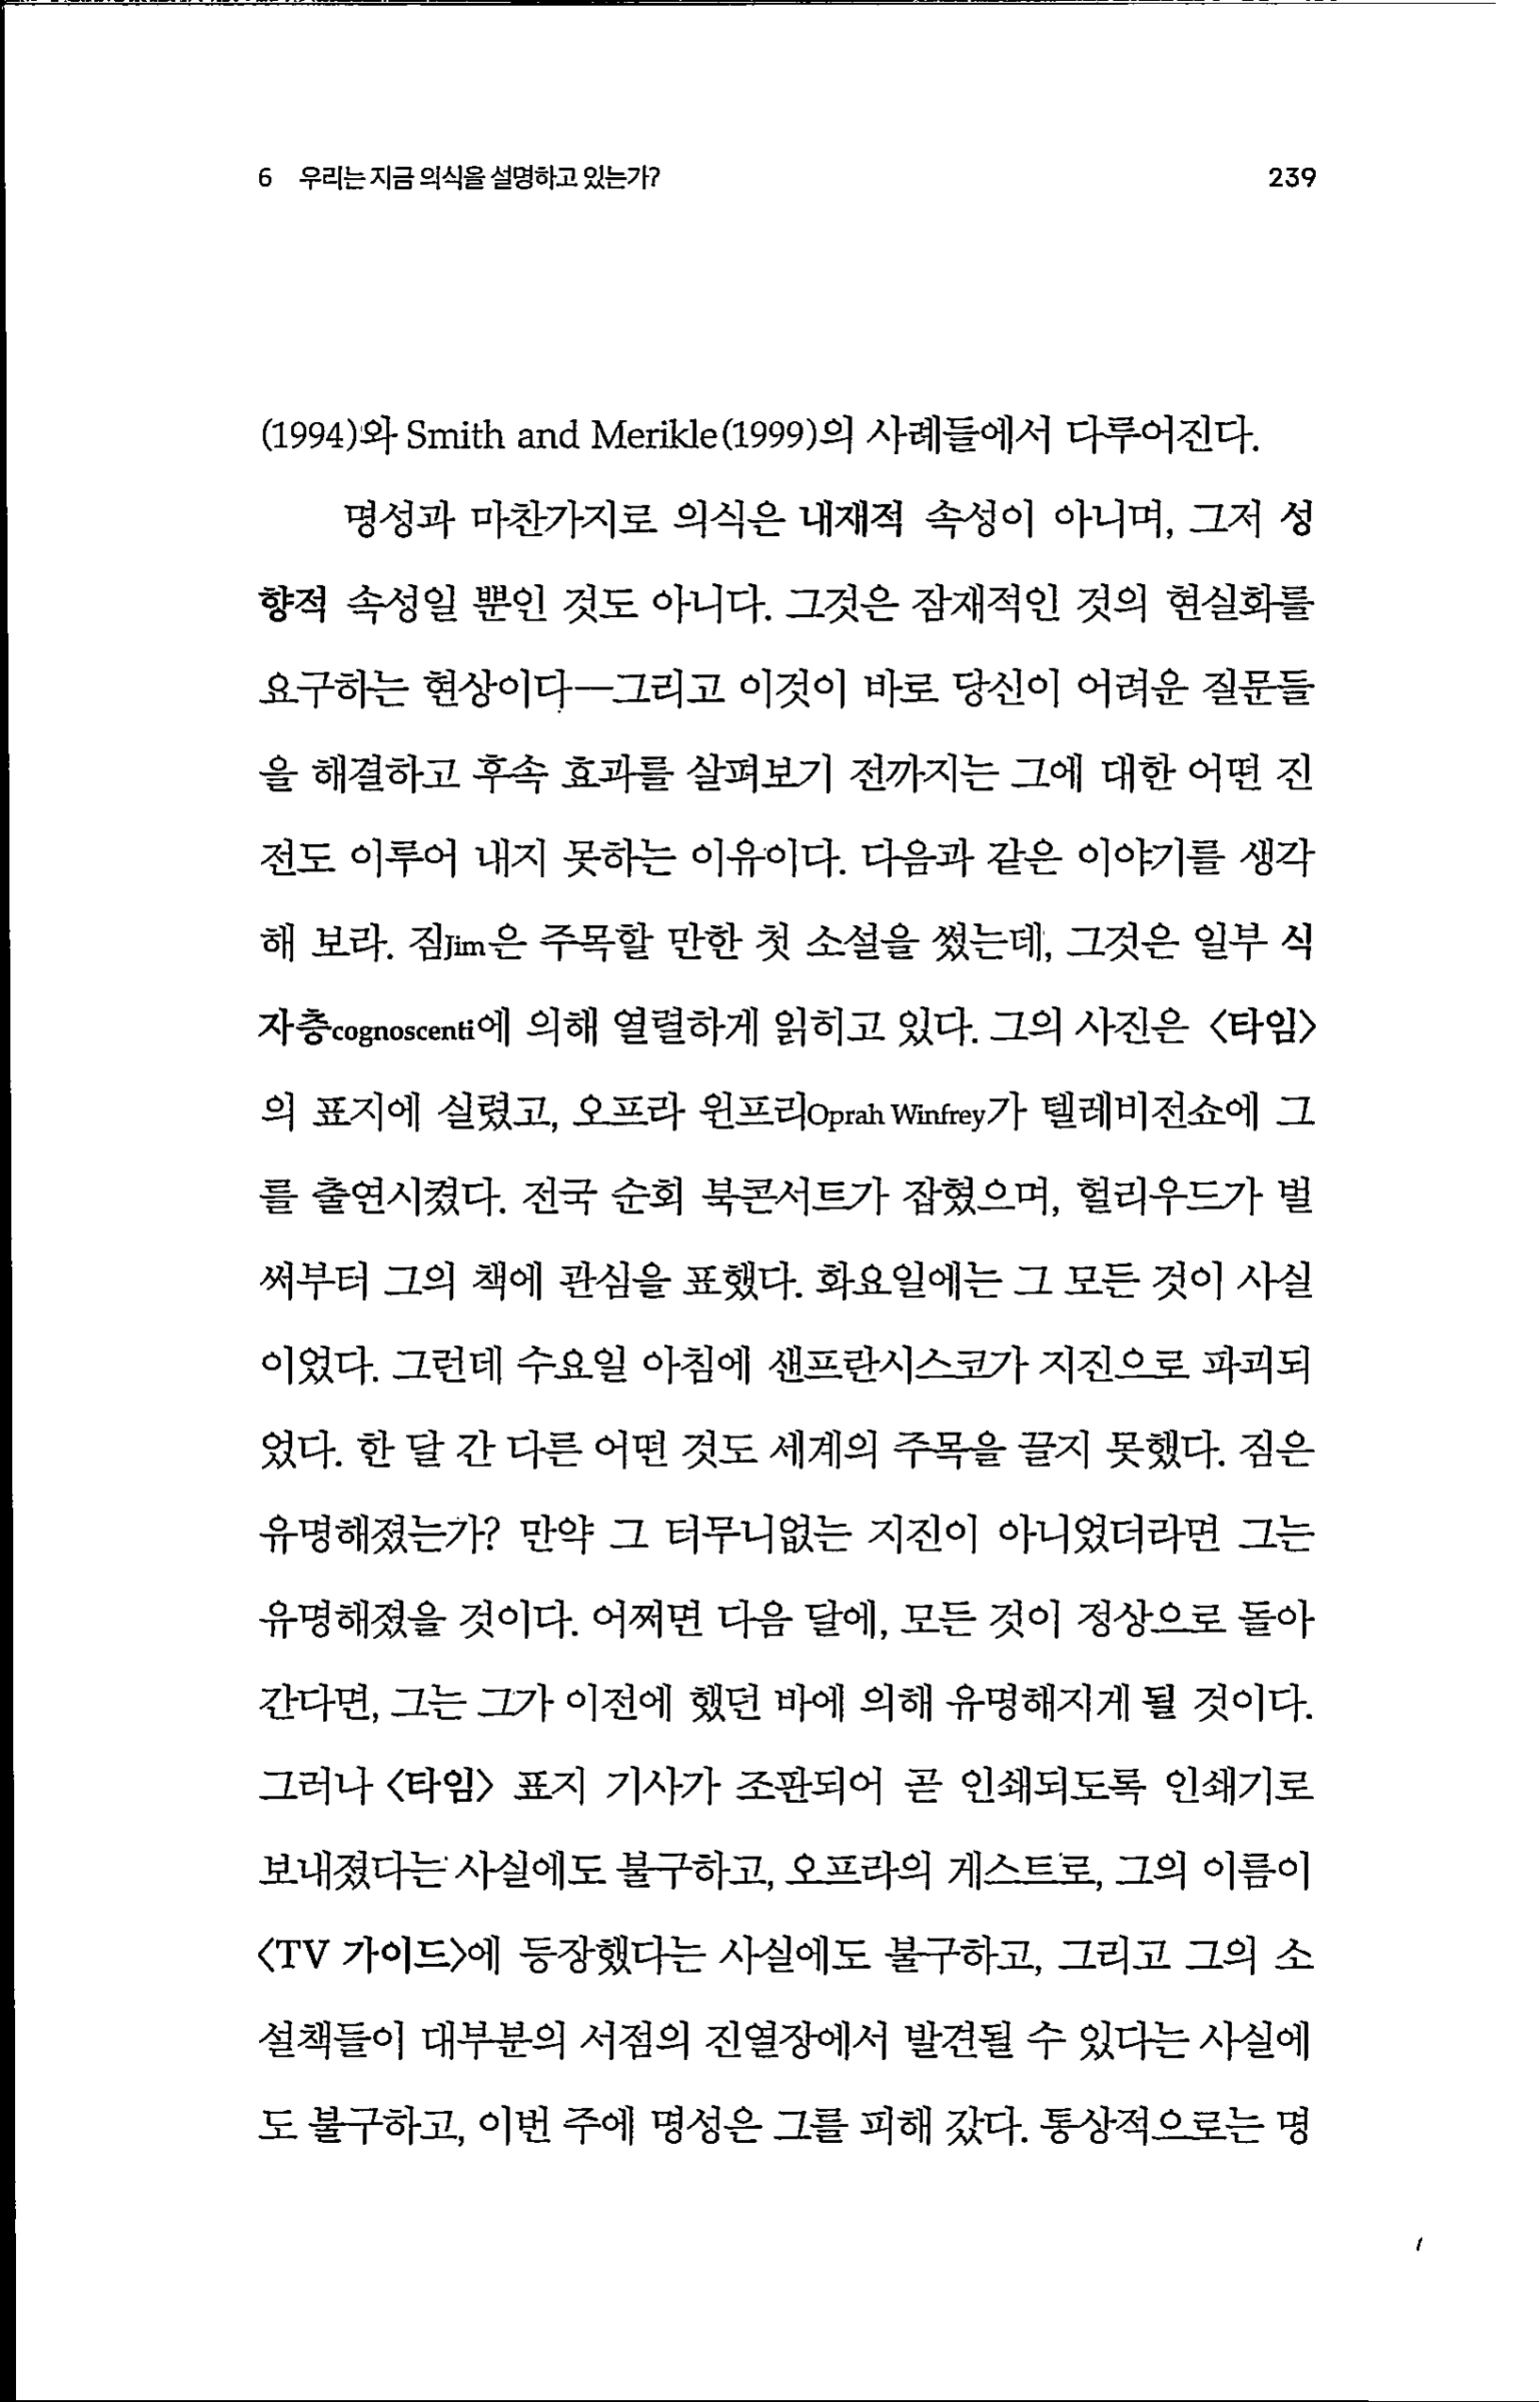 6 우리는 지금 의식을 설명하고 있는가? 239
(1994)와 Smith and Merikle(1999)의 사례들에서 다루어진다.
명성과 마찬가지로 의식은 내재적 속성이 아니며, 그저 성
향적 속성일 뿐인 것도 아니다. 그것은 잠재적인 것의 현실화를
요구하는 현상이다—그리고 이것이 바로 당신이 어려운 질문들
을 해결하고 후속 효과를 살펴보기 전까지는 그에 대한 어떤 진
전도 이루어 내지 못하는 이유이다. 다음과 같은 이야기를 생각
해 보라. 짐Jim은 주목할 만한 첫 소설을 썼는데, 그것은 일부 식
자층cognoscenti에 의해 열렬하게 읽히고 있다. 그의 사진은 <타임>
의 표지에 실렸고, 오프라 윈프리Oprah Winfrey가 텔레비전쇼에 그
를 출연시켰다. 전국 순회 북콘서트가 잡혔으며, 헐리우드가 벌
써부터 그의 책에 관심을 표했다. 화요일에는 그 모든 것이 사실
이었다. 그런데 수요일 아침에 샌프란시스코가 지진으로 파괴되
었다. 한 달 간 다른 어떤 것도 세계의 주목을 끌지 못했다. 짐은
유명해졌는가? 만약 그 터무니없는 지진이 아니었더라면 그는
유명해졌을 것이다. 어쩌면 다음 달에, 모든 것이 정상으로 돌아
간다면, 그는 그가 이전에 했던 바에 의해 유명해지게 될 것이다.
그러나 <타임> 표지 기사가 조판되어 곧 인쇄되도록 인쇄기로
보내졌다는 사실에도 불구하고, 오프라의 게스트로, 그의 이름이
<TV 가이드>에 등장했다는 사실에도 불구하고, 그리고 그의 소
설책들이 대부분의 서점의 진열장에서 발견될 수 있다는 사실에
도 불구하고, 이번 주에 명성은 그를 피해 갔다. 통상적으로는 명